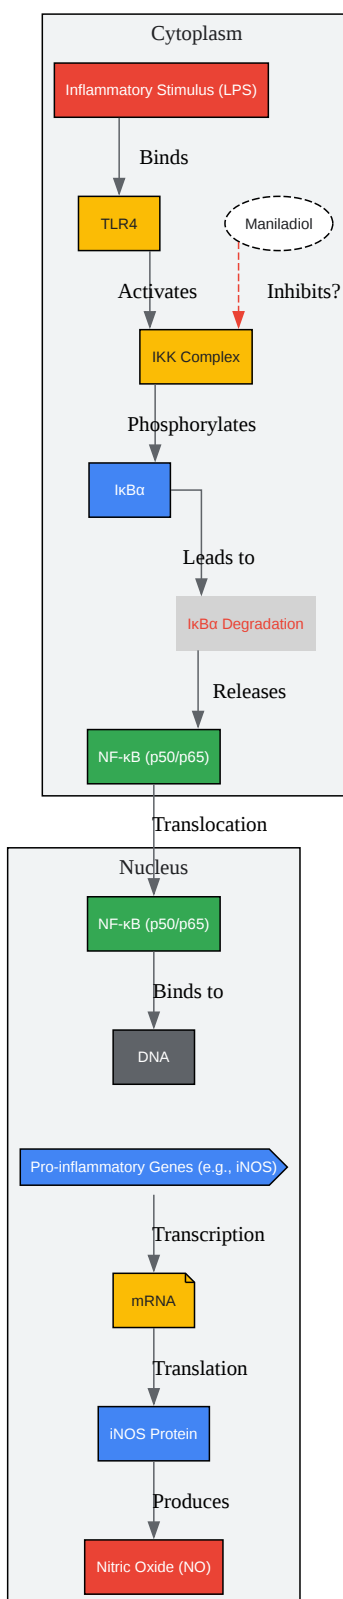 Cytoplasm
Inflammatory Stimulus (LPS)
Binds
TLR4
Maniladiol
Activates
Inhibits?
IKK Complex
Phosphorylates
IκBα
Leads to
IκBα Degradation
Releases
NF-κB (p50/p65)
Translocation
Nucleus
NF-κB (p50/p65)
Binds to
DNA
Pro-inflammatory Genes (e.g., iNOS)
Transcription
mRNA
Translation
iNOS Protein
Produces
Nitric Oxide (NO)